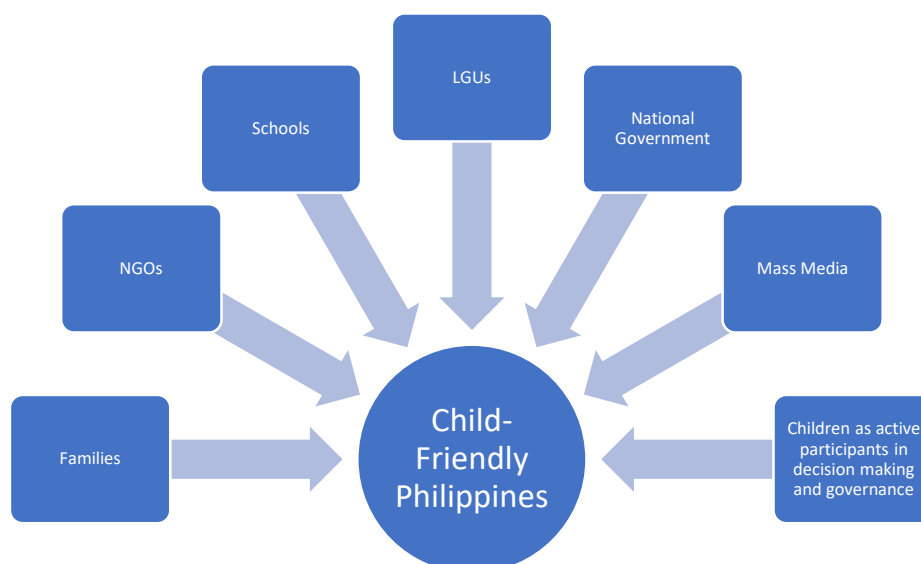 LGUs
Schools
National
Government
NGOs
Mass Media
Families
Child-
Friendly
Philippines
Children as active
participants in
decision making
and governance